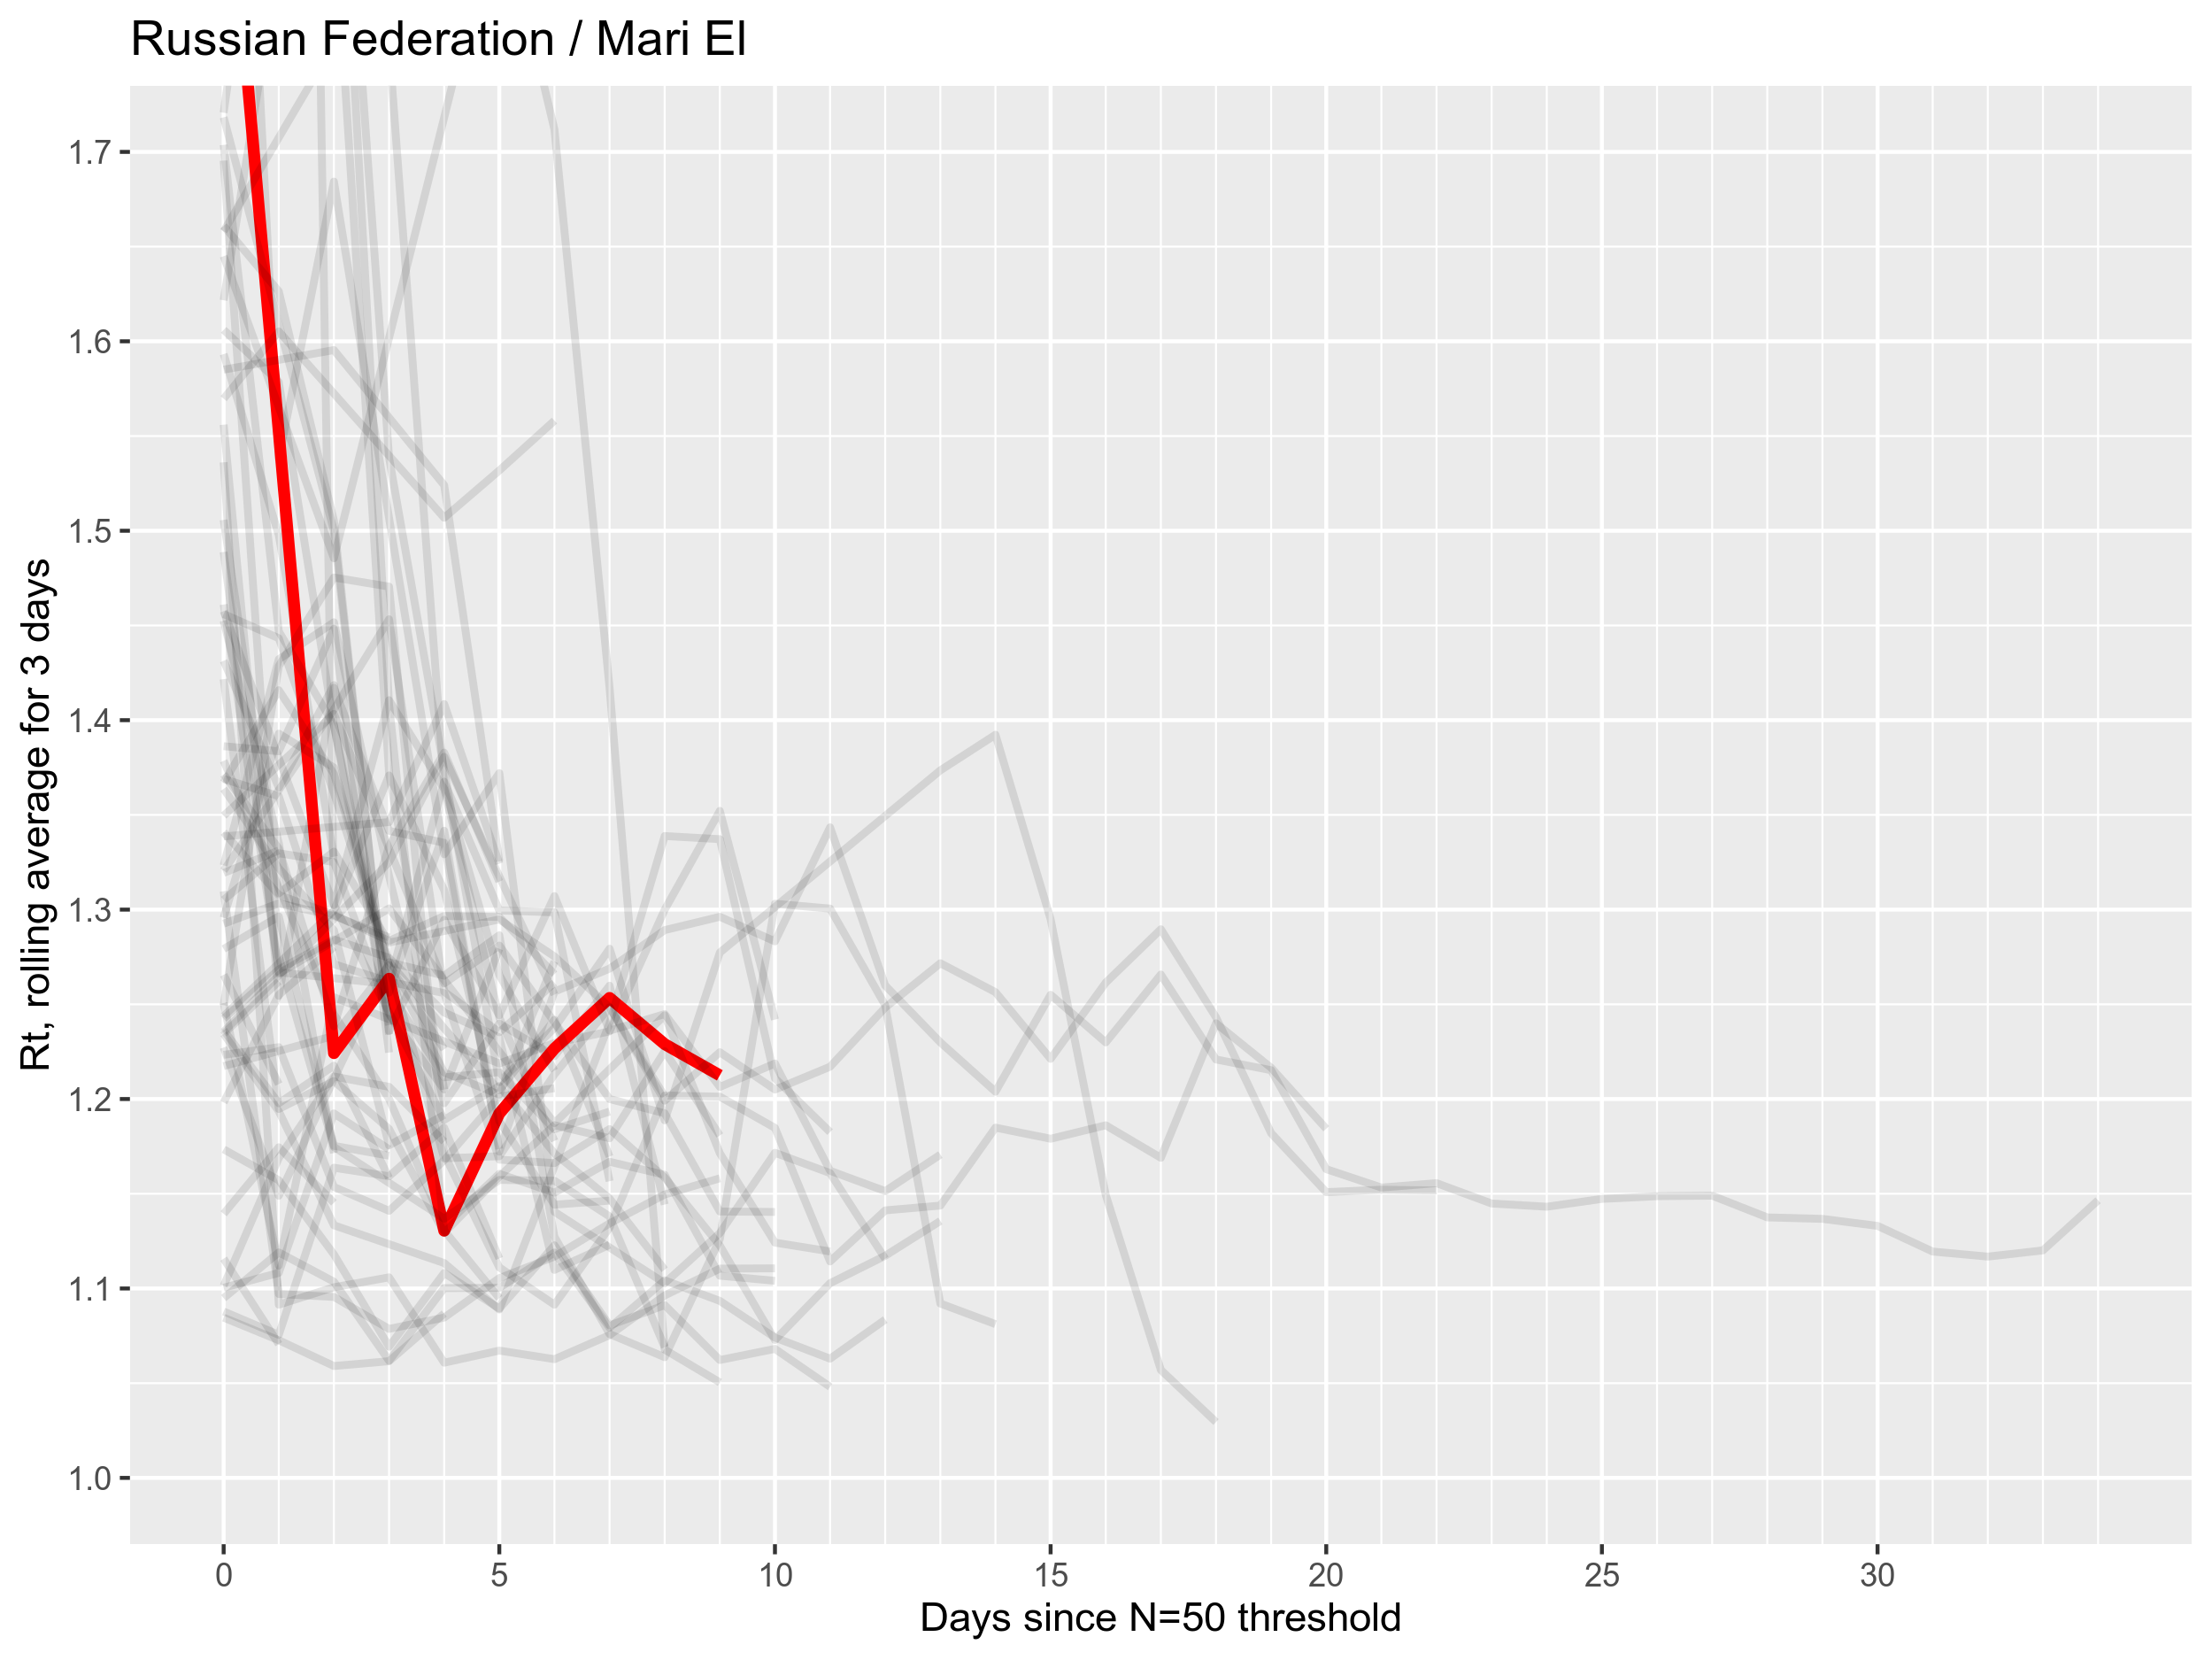 Russian Federation / Mari El
Rt, rolling average for 3 days
1.7
1.6
1.5
1.4
1.3
1.2
1.1
1.0
0 5 10 15 20 25 30
Days since N=50 threshold